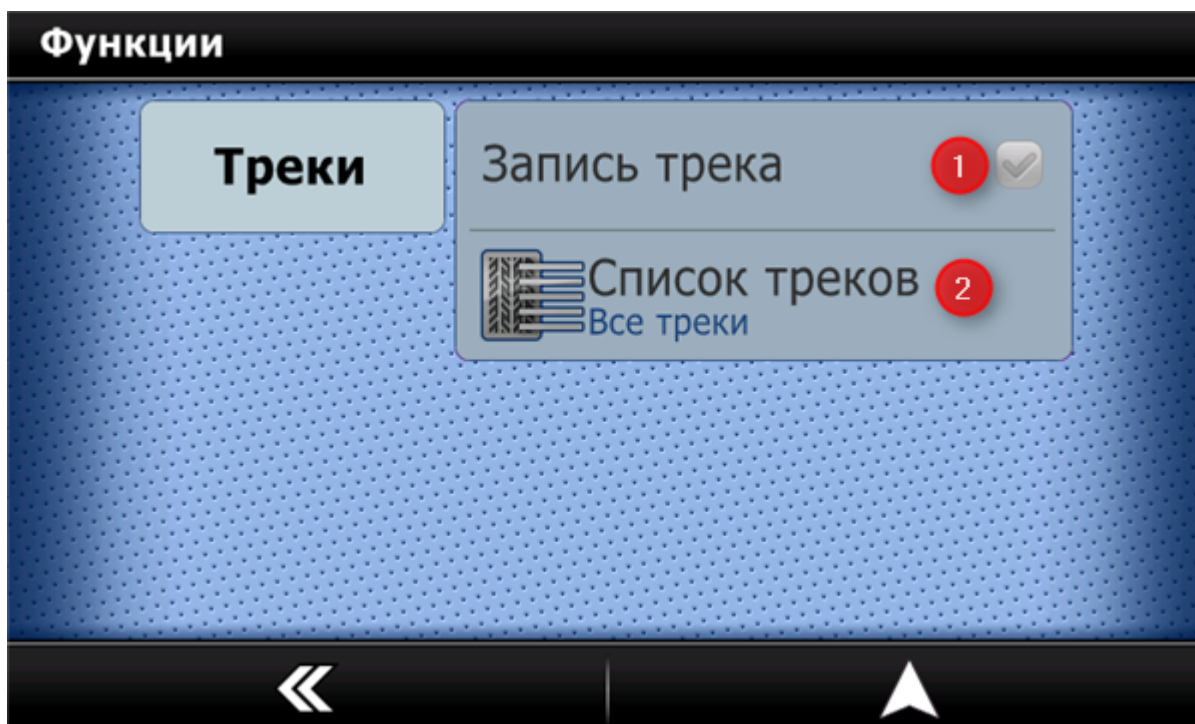 Функции
Треки
Запись трека 1
Список треков 2
Все треки